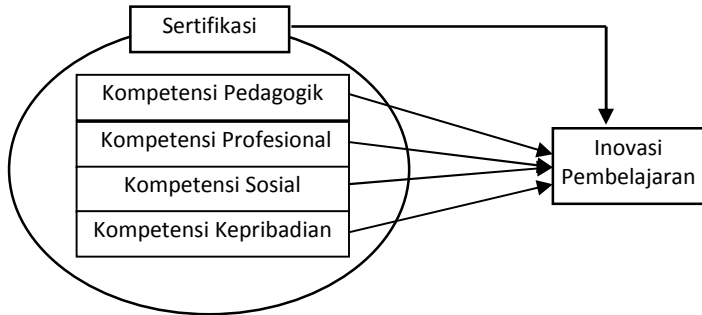 Sertifikasi
Kompetensi Pedagogik
Kompetensi Profesional
Kompetensi Sosial
Kompetensi Kepribadian
Inovasi
Pembelajaran